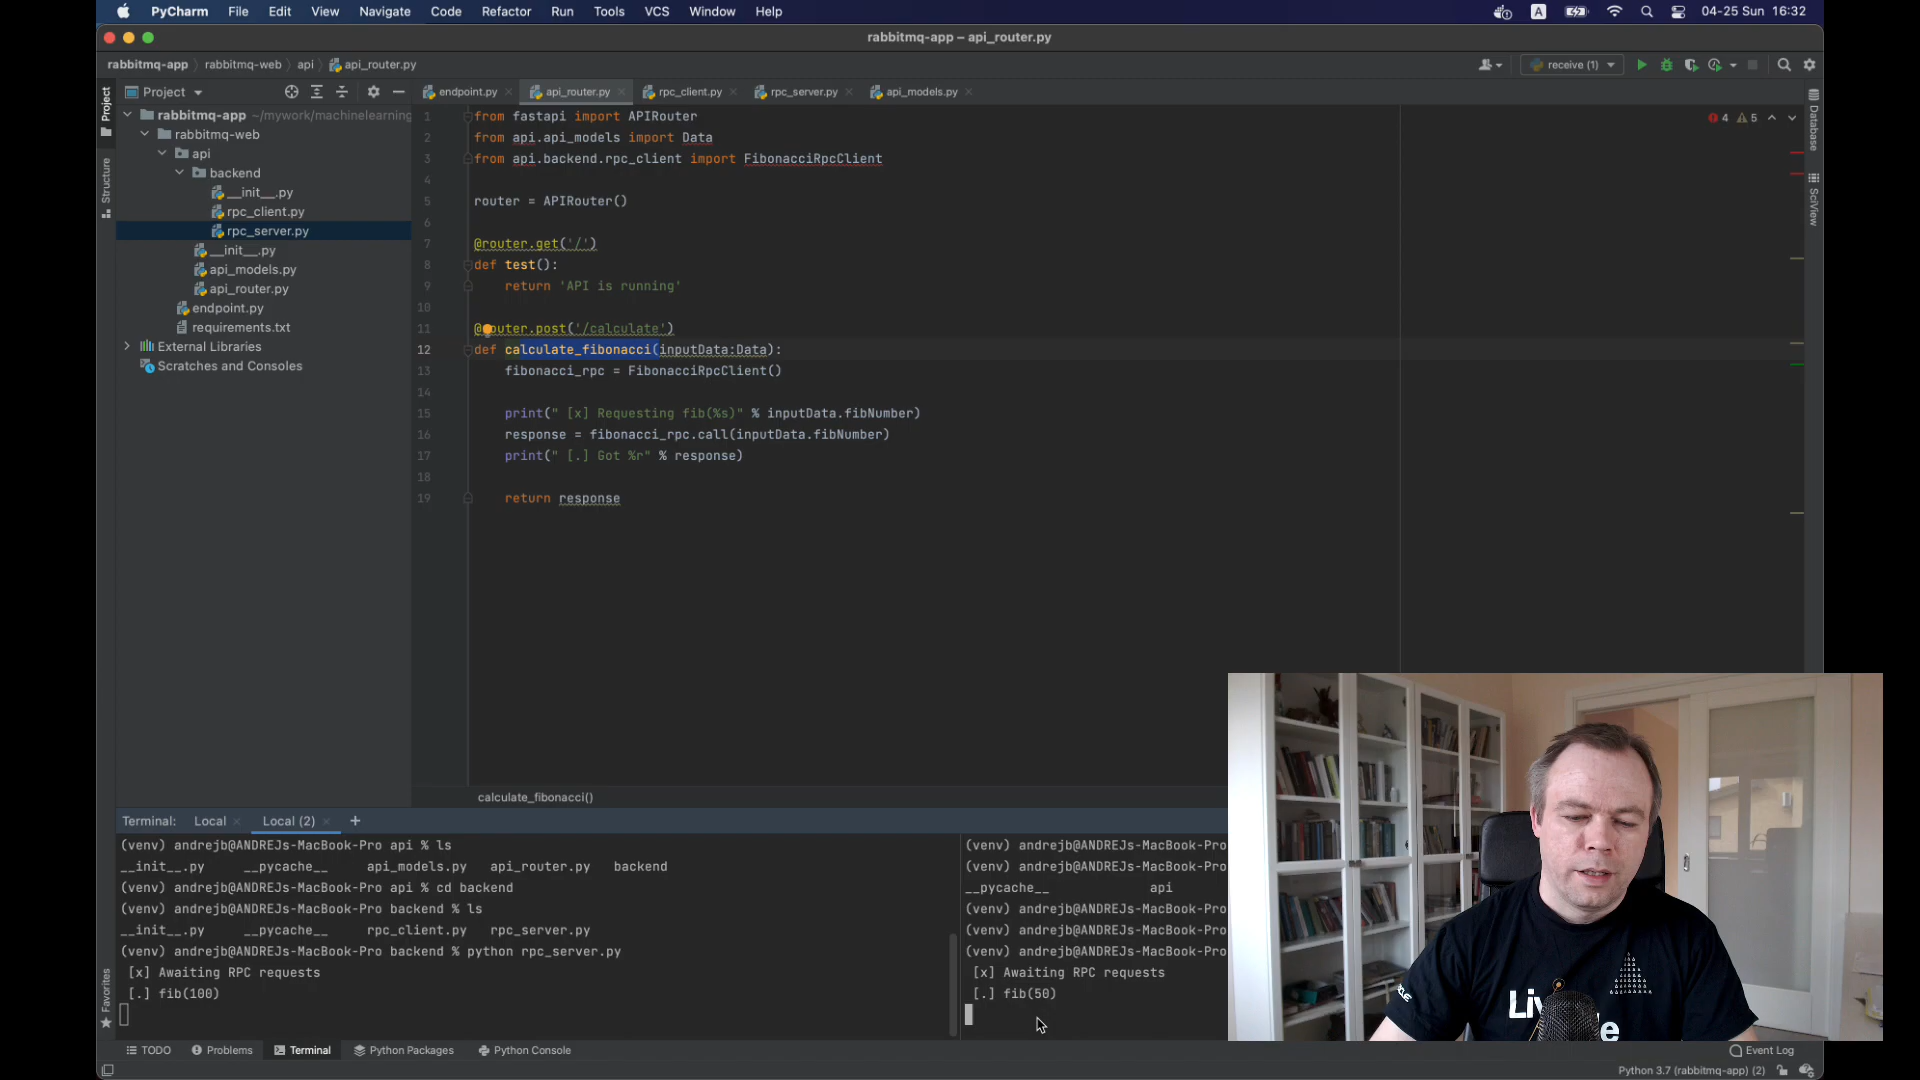 PyCharm File Edit View Navigate Code Refactor Run Tools VCS Window Help
A 04-25 Sun 16:32
rabbitmq-app – api_router.py
rabbitmq-app rabbitmq-web api api_router.py
receive (1)
Project
endpoint.py api_router.py rpc_client.py rpc_server.py api_models.py
Project
Structure
Favorites
Database
SciView
rabbitmq-app ~/mywork/machinelearning
rabbitmq-web
api
backend
__init__.py
rpc_client.py
rpc_server.py
__init__.py
api_models.py
api_router.py
endpoint.py
requirements.txt
External Libraries
Scratches and Consoles
4 5
1 from fastapi import APIRouter
2 from api.api_models import Data
3 from api.backend.rpc_client import FibonacciRpcClient
4
5 router = APIRouter()
6
7 @router.get('/')
8 def test():
9 return 'API is running'
10
11 @router.post('/calculate')
12 def calculate_fibonacci(inputData:Data):
13 fibonacci_rpc = FibonacciRpcClient()
14
15 print(" [x] Requesting fib(%s)" % inputData.fibNumber)
16 response = fibonacci_rpc.call(inputData.fibNumber)
17 print(" [.] Got %r" % response)
18
19 return response
calculate_fibonacci()
Terminal: Local Local (2) +
(venv) andrejb@ANDREJs-MacBook-Pro api % ls
__init__.py __pycache__ api_models.py api_router.py backend
(venv) andrejb@ANDREJs-MacBook-Pro api % cd backend
(venv) andrejb@ANDREJs-MacBook-Pro backend % ls
__init__.py __pycache__ rpc_client.py rpc_server.py
(venv) andrejb@ANDREJs-MacBook-Pro backend % python rpc_server.py
[x] Awaiting RPC requests
[.] fib(100)
(venv) andrejb@ANDREJs-MacBook-Pro
(venv) andrejb@ANDREJs-MacBook-Pro
__pycache__ api
(venv) andrejb@ANDREJs-MacBook-Pro
(venv) andrejb@ANDREJs-MacBook-Pro
(venv) andrejb@ANDREJs-MacBook-Pro
[x] Awaiting RPC requests
[.] fib(50)
TODO Problems Terminal Python Packages Python Console
Event Log
Python 3.7 (rabbitmq-app) (2)